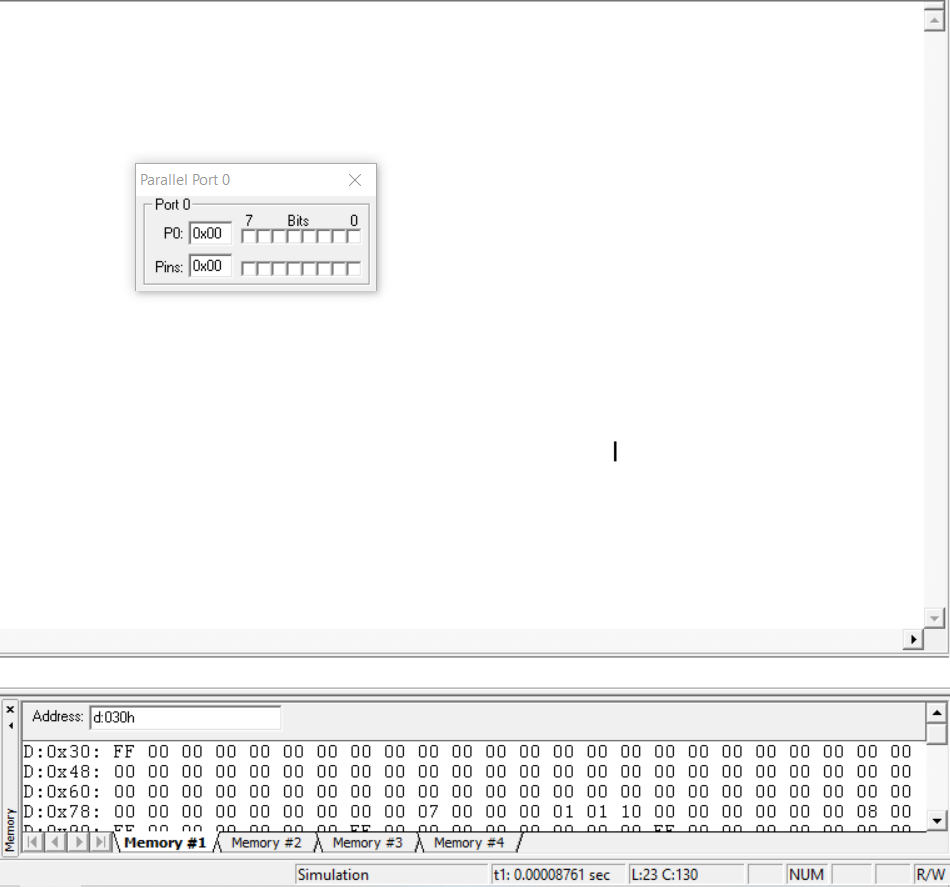 Parallel Port 0
Port 0
7 Bits 0
P0: 0x00
Pins: 0x00
Address: d:030h
D:0x30: FF 00 00 00 00 00 00 00 00 00 00 00 00 00 00 00 00 00 00 00 00 00 00 00
D:0x48: 00 00 00 00 00 00 00 00 00 00 00 00 00 00 00 00 00 00 00 00 00 00 00 00
D:0x60: 00 00 00 00 00 00 00 00 00 00 00 00 00 00 00 00 00 00 00 00 00 00 00 00
D:0x78: 00 00 00 00 00 00 00 00 00 07 00 00 00 01 01 10 00 00 00 00 00 00 08 00
Memory
Memory #1 Memory #2 Memory #3 Memory #4
Simulation t1: 0.00008761 sec L:23 C:130 NUM R/W